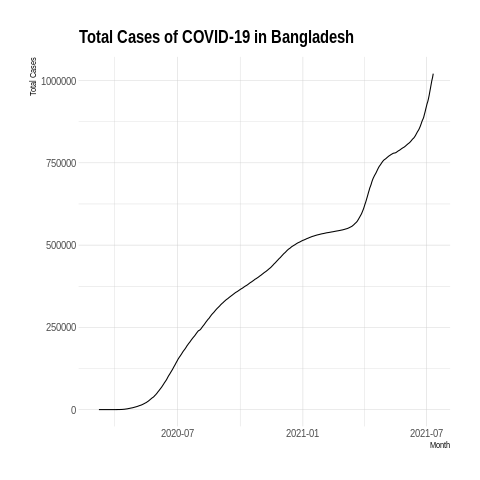 Total Cases of COVID-19 in Bangladesh
Total Cases
1000000
750000
500000
250000
0
2020-07 2021-01 2021-07
Month